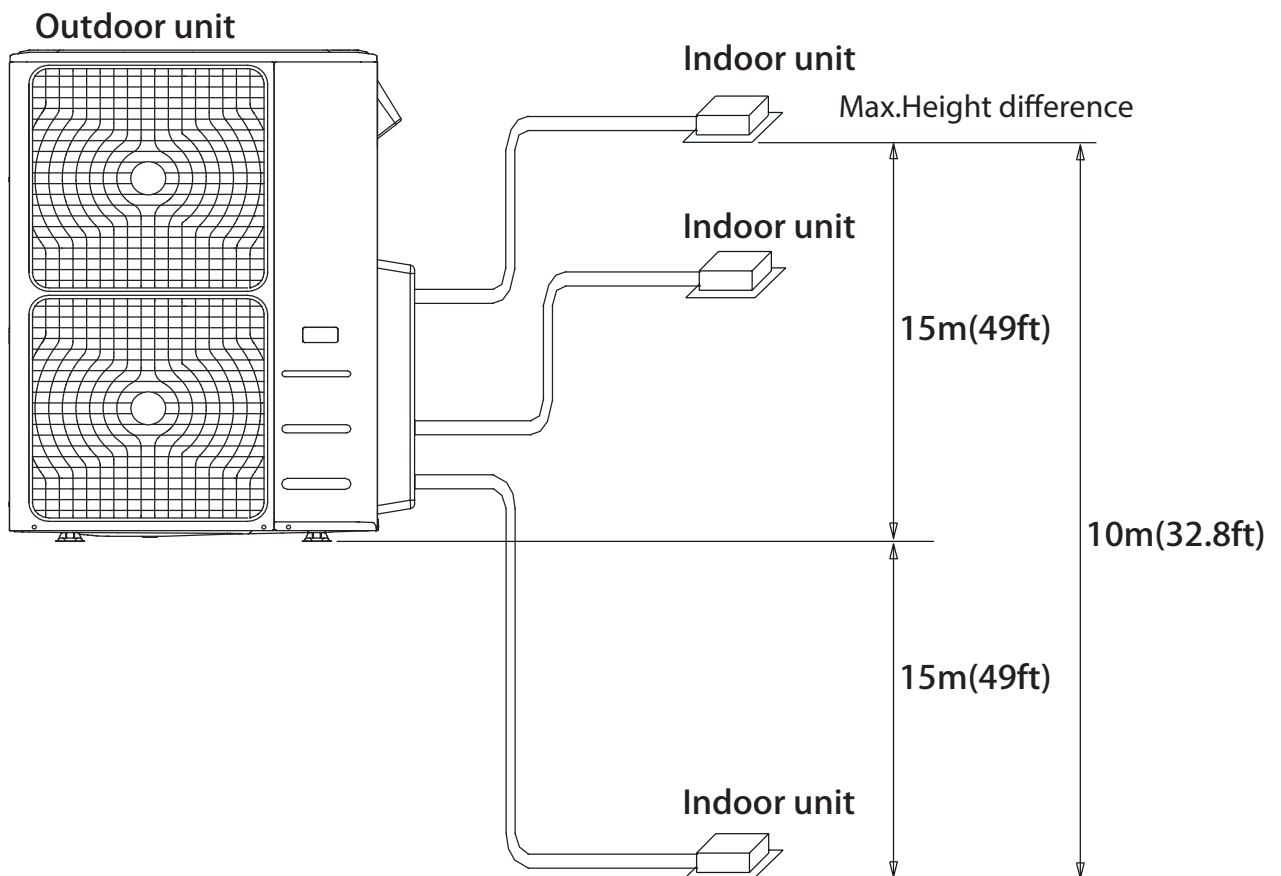 Outdoor unit
Indoor unit
Max.Height difference
Indoor unit
15m(49ft)
10m(32.8ft)
15m(49ft)
Indoor unit